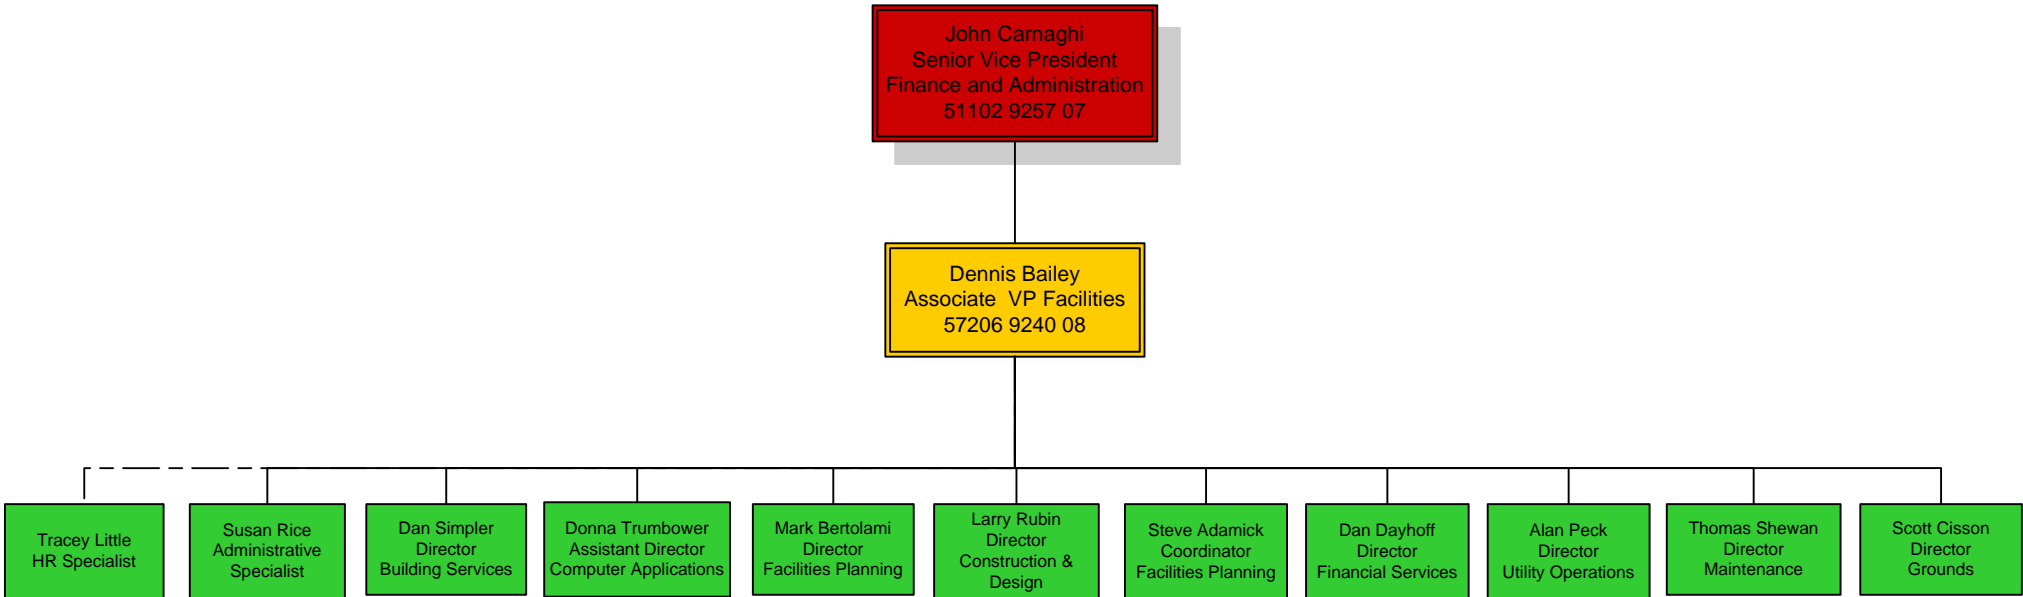 John Carnaghi
Senior Vice President
Finance and Administration
51102 9257 07
Dennis Bailey
Associate  VP Facilities
57206 9240 08
Tracey Little
HR Specialist
Susan Rice
Administrative
Specialist
Dan Simpler
Director
Building Services
Donna Trumbower
Assistant Director
Computer Applications
Mark Bertolami
Director
Facilities Planning
Larry Rubin
Director
Construction &
Design
Steve Adamick
Coordinator
Facilities Planning
Dan Dayhoff
Director
Financial Services
Alan Peck
Director
Utility Operations
Thomas Shewan
Director
Maintenance
Scott Cisson
Director
Grounds